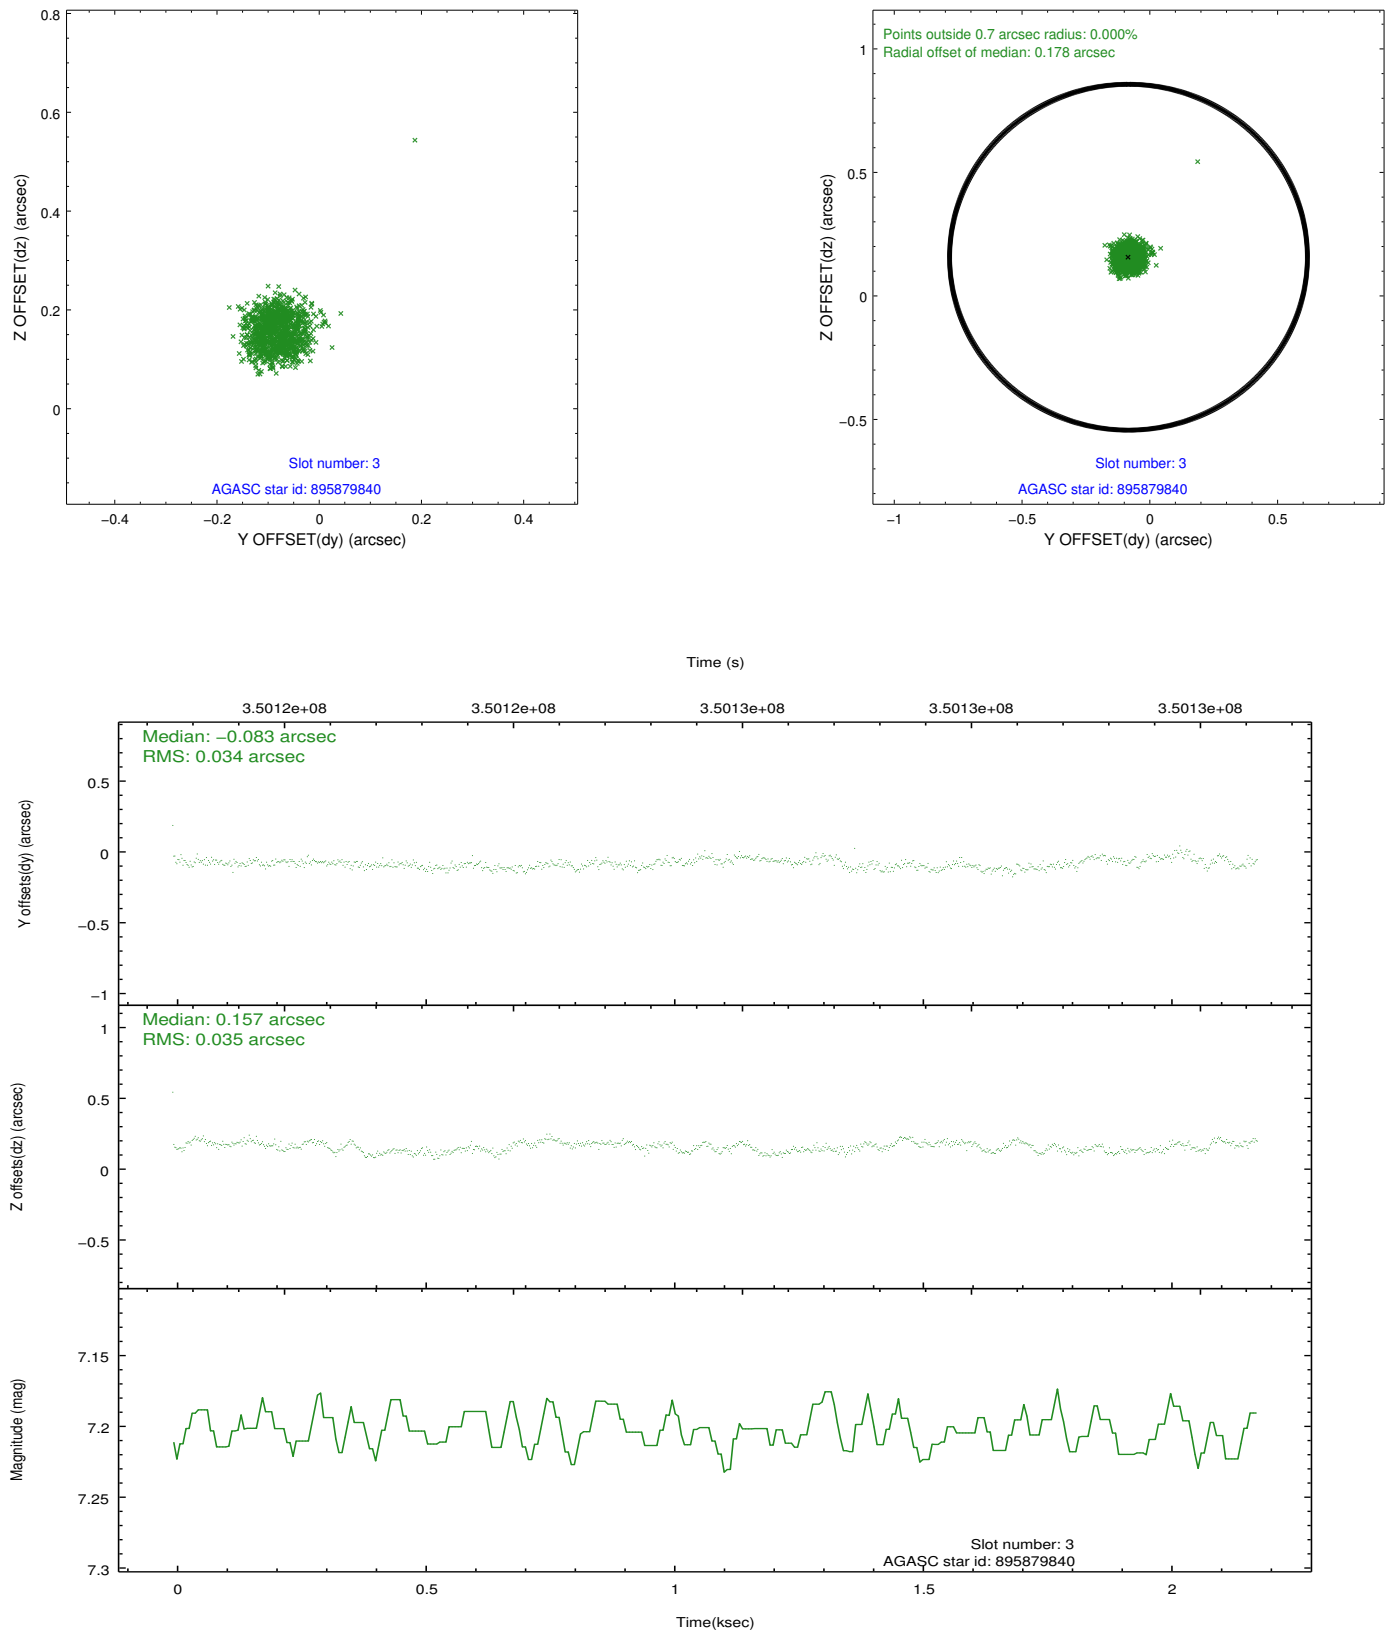 0.8
0.6
0.4
0.2
0
−0.4
−0.2
0
0.2
0.4
Z OFFSET(dz) (arcsec)
Y OFFSET(dy) (arcsec)
Slot number: 3
AGASC star id: 895879840
Points outside 0.7 arcsec radius: 0.000%
Radial offset of median: 0.178 arcsec
1
0.5
0
−0.5
−1
−0.5
0
0.5
Z OFFSET(dz) (arcsec)
Y OFFSET(dy) (arcsec)
Slot number: 3
AGASC star id: 895879840
Time (s)
3.5012e+08
3.5012e+08
3.5013e+08
3.5013e+08
3.5013e+08
Median: −0.083 arcsec
RMS: 0.034 arcsec
0.5
0
−0.5
−1
Y offsets(dy) (arcsec)
Median: 0.157 arcsec
RMS: 0.035 arcsec
1
0.5
0
−0.5
Z offsets(dz) (arcsec)
7.15
7.2
7.25
7.3
Magnitude (mag)
Slot number: 3
AGASC star id: 895879840
0
0.5
1
1.5
2
Time(ksec)